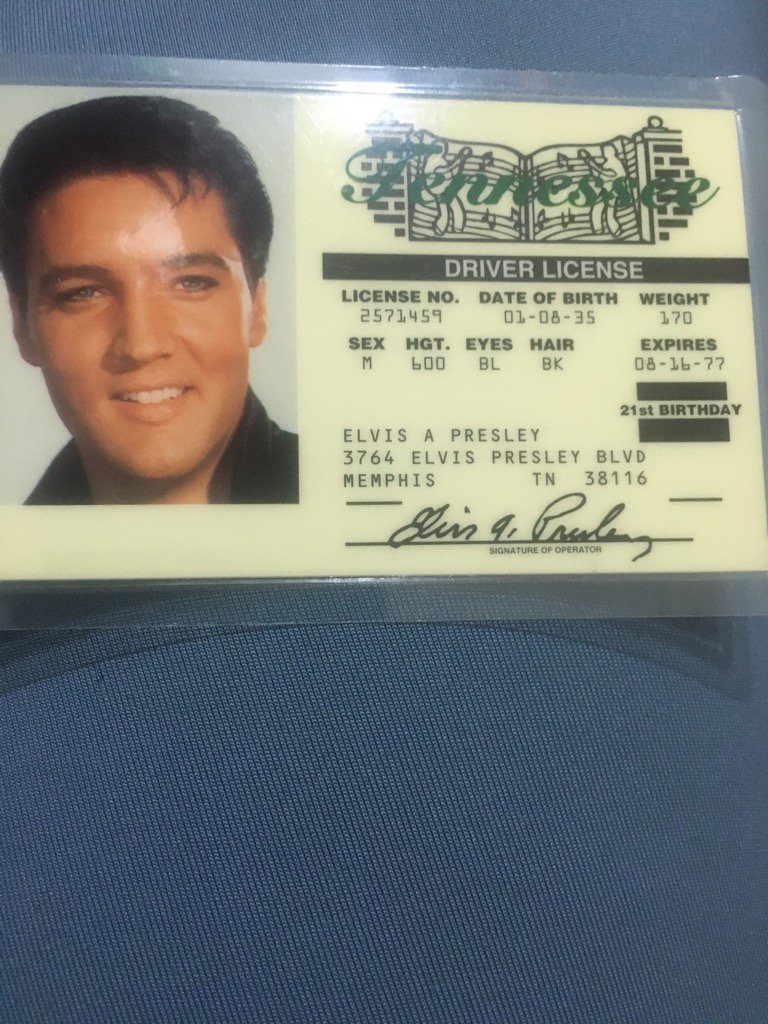 Tennessee
DRIVER LICENSE
LICENSE NO. DATE OF BIRTH WEIGHT
2571459 01-08-35 170
SEX HGT. EYES HAIR EXPIRES
M 600 BL BK 08-16-77
21st BIRTHDAY
ELVIS A PRESLEY
3764 ELVIS PRESLEY BLVD
MEMPHIS TN 38116
Elvis A. Presley
SIGNATURE OF OPERATOR